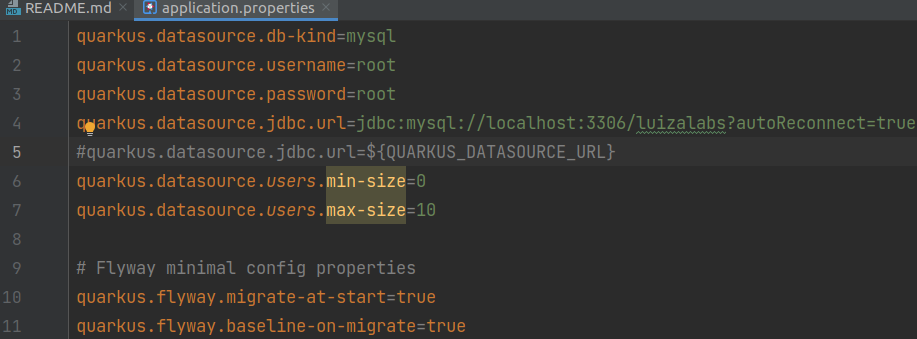 README.md
application.properties
1 quarkus.datasource.db-kind=mysql
2 quarkus.datasource.username=root
3 quarkus.datasource.password=root
4 quarkus.datasource.jdbc.url=jdbc:mysql://localhost:3306/luizalabs?autoReconnect=true
5 #quarkus.datasource.jdbc.url=${QUARKUS_DATASOURCE_URL}
6 quarkus.datasource.users.min-size=0
7 quarkus.datasource.users.max-size=10
8
9 # Flyway minimal config properties
10 quarkus.flyway.migrate-at-start=true
11 quarkus.flyway.baseline-on-migrate=true